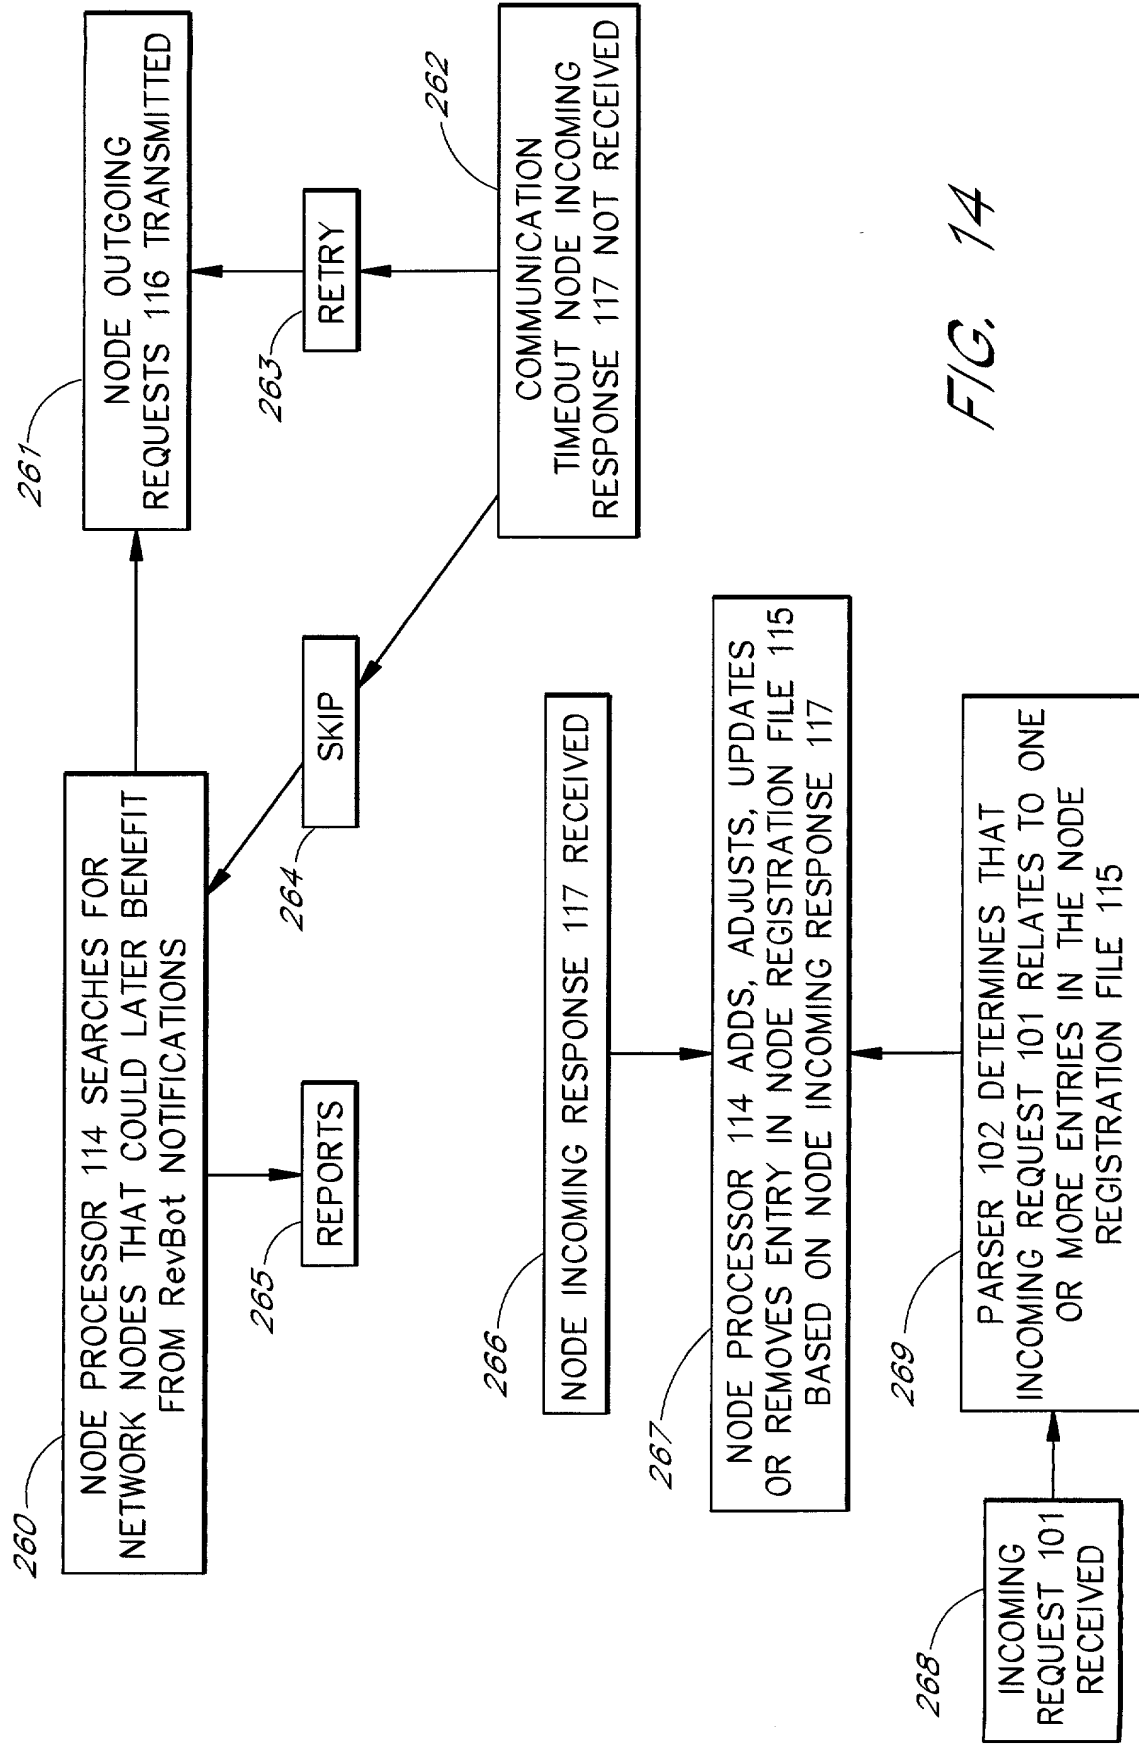 260
NODE PROCESSOR 114 SEARCHES FOR
NETWORK NODES THAT COULD LATER BENEFIT
FROM RevBot NOTIFICATIONS
261
NODE OUTGOING
REQUESTS 116 TRANSMITTED
265
REPORTS
264
SKIP
263
RETRY
262
COMMUNICATION
TIMEOUT NODE INCOMING
RESPONSE 117 NOT RECEIVED
266
NODE INCOMING RESPONSE 117 RECEIVED
267
NODE PROCESSOR 114 ADDS, ADJUSTS, UPDATES
OR REMOVES ENTRY IN NODE REGISTRATION FILE 115
BASED ON NODE INCOMING RESPONSE 117
268
INCOMING
REQUEST 101
RECEIVED
269
PARSER 102 DETERMINES THAT
INCOMING REQUEST 101 RELATES TO ONE
OR MORE ENTRIES IN THE NODE
REGISTRATION FILE 115
FIG. 14